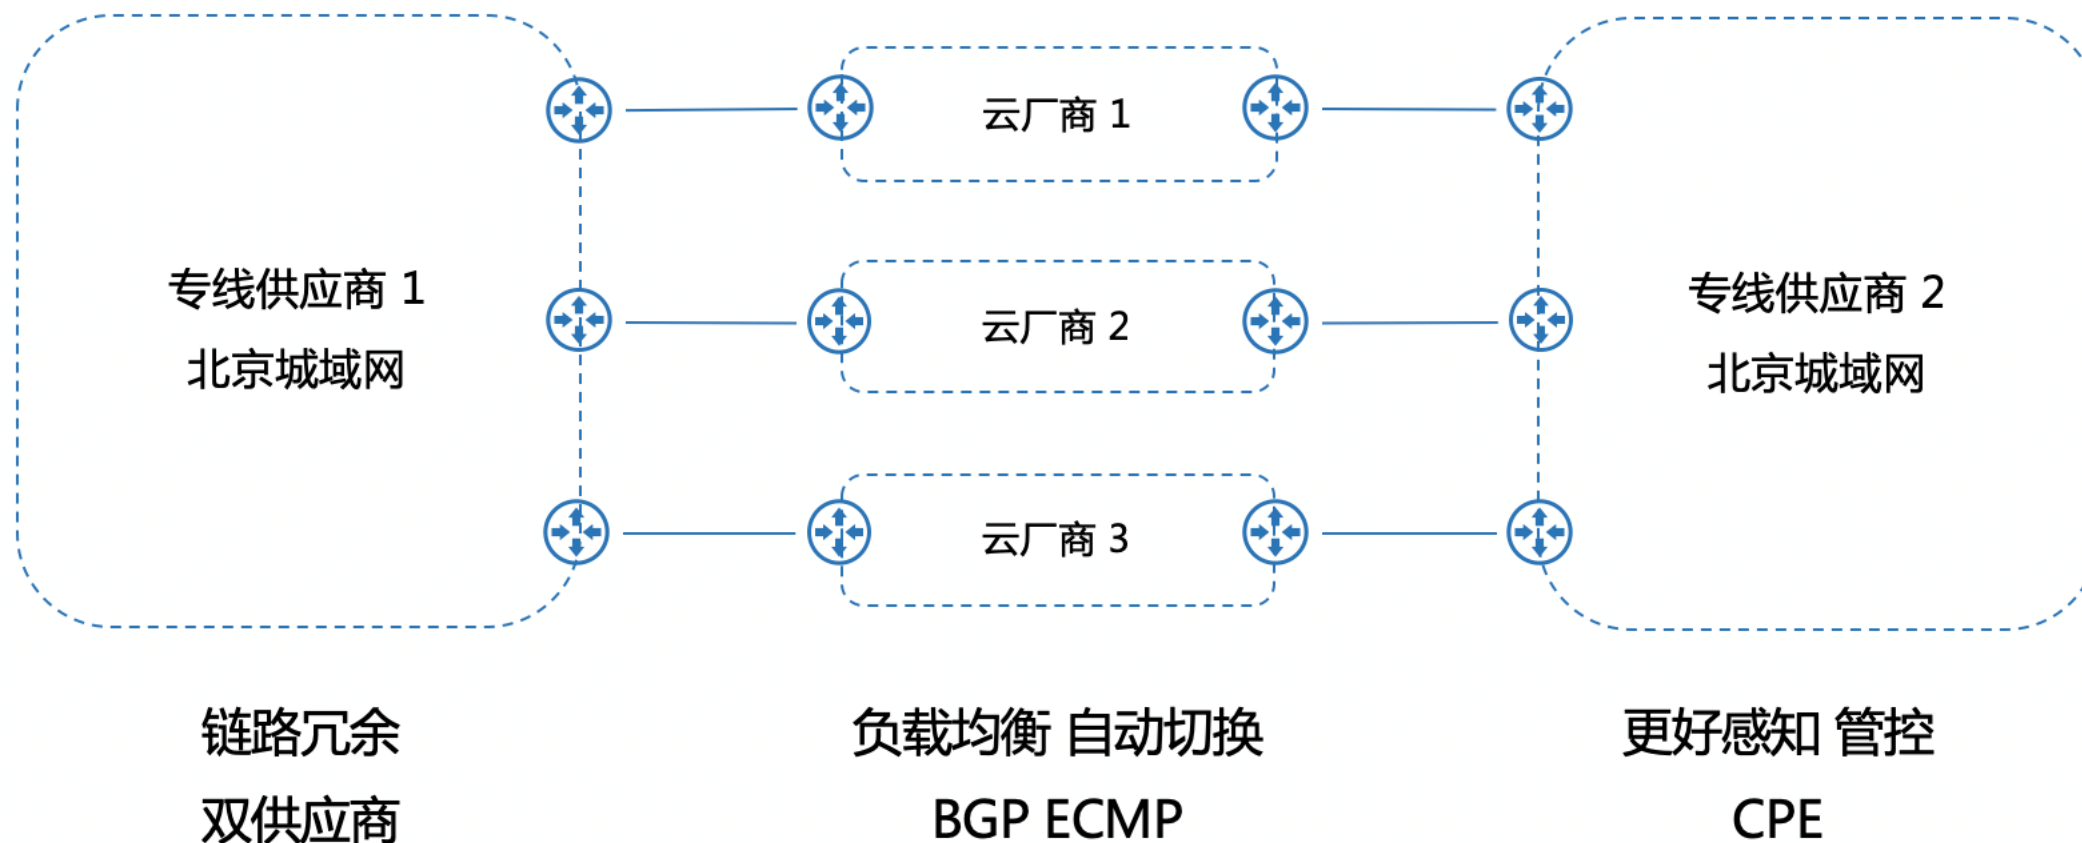 云厂商 1
专线供应商 1
北京城域网
云厂商 2
专线供应商 2
北京城域网
云厂商 3
链路冗余
双供应商
负载均衡 自动切换
BGP ECMP
更好感知 管控
CPE